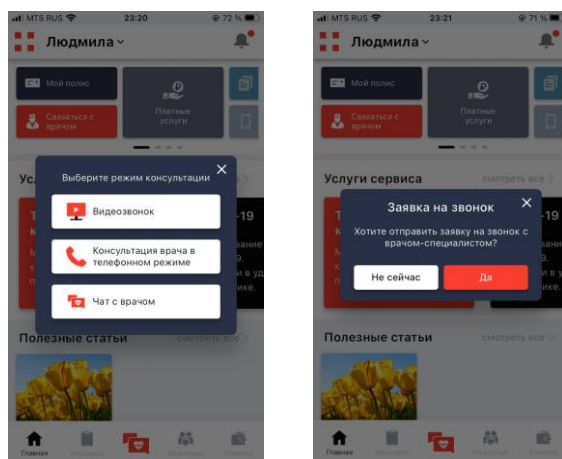 MTS RUS 23:20 72 %
Людмила
Мой полис
Связаться с
врачом
Платные
услуги
Выберите режим консультации
Видеозвонок
Консультация врача в
телефонном режиме
Чат с врачом
Полезные статьи
смотреть все
Главная
MTS RUS 23:21 71 %
Людмила
Мой полис
Связаться с
врачом
Платные
услуги
Услуги сервиса
смотреть все
Заявка на звонок
Хотите отправить заявку на звонок с
врачом-специалистом?
Не сейчас
Да
Полезные статьи
смотреть все
Главная